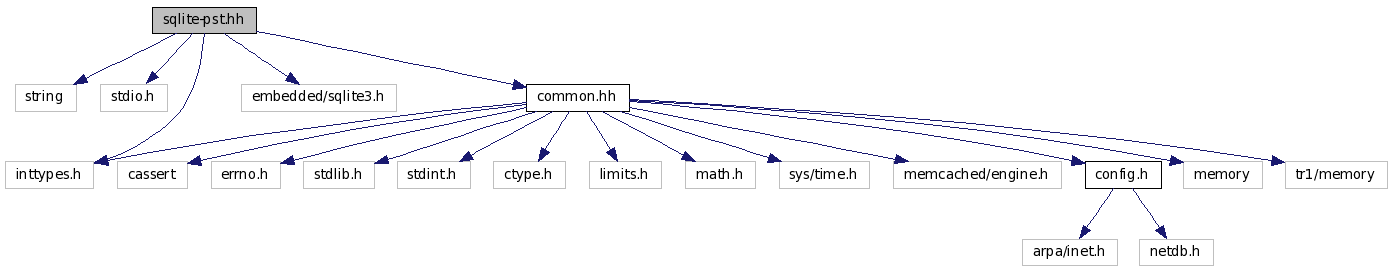 sqlite-pst.hh
string
stdio.h
embedded/sqlite3.h
common.hh
inttypes.h
cassert
errno.h
stdlib.h
stdint.h
ctype.h
limits.h
math.h
sys/time.h
memcached/engine.h
config.h
memory
tr1/memory
arpa/inet.h
netdb.h